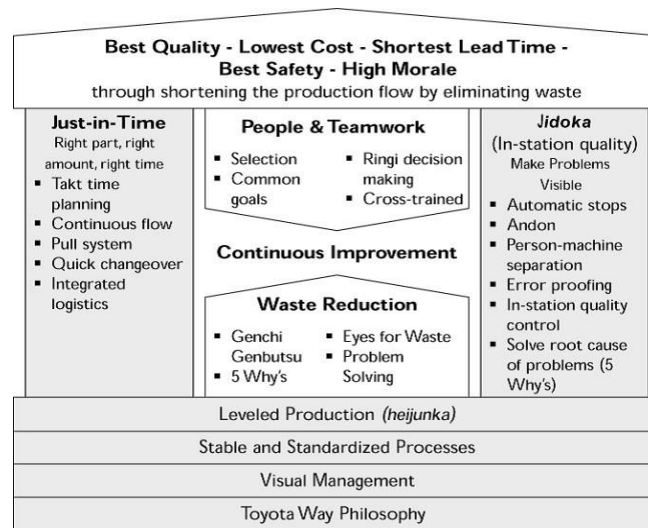 Best Quality - Lowest Cost - Shortest Lead Time -
Best Safety - High Morale
through shortening the production flow by eliminating waste
Just-in-Time
Right part, right
amount, right time
▪ Takt time
planning
▪ Continuous flow
▪ Pull system
▪ Quick changeover
▪ Integrated
logistics
People & Teamwork
▪ Selection
▪ Common
goals
▪ Ringi decision
making
▪ Cross-trained
Continuous Improvement
Waste Reduction
▪ Genchi
Genbutsu
▪ 5 Why's
▪ Eyes for Waste
▪ Problem
Solving
Jidoka
(In-station quality)
Make Problems
Visible
▪ Automatic stops
▪ Andon
▪ Person-machine
separation
▪ Error proofing
▪ In-station quality
control
▪ Solve root cause
of problems (5
Why's)
Leveled Production (heijunka)
Stable and Standardized Processes
Visual Management
Toyota Way Philosophy